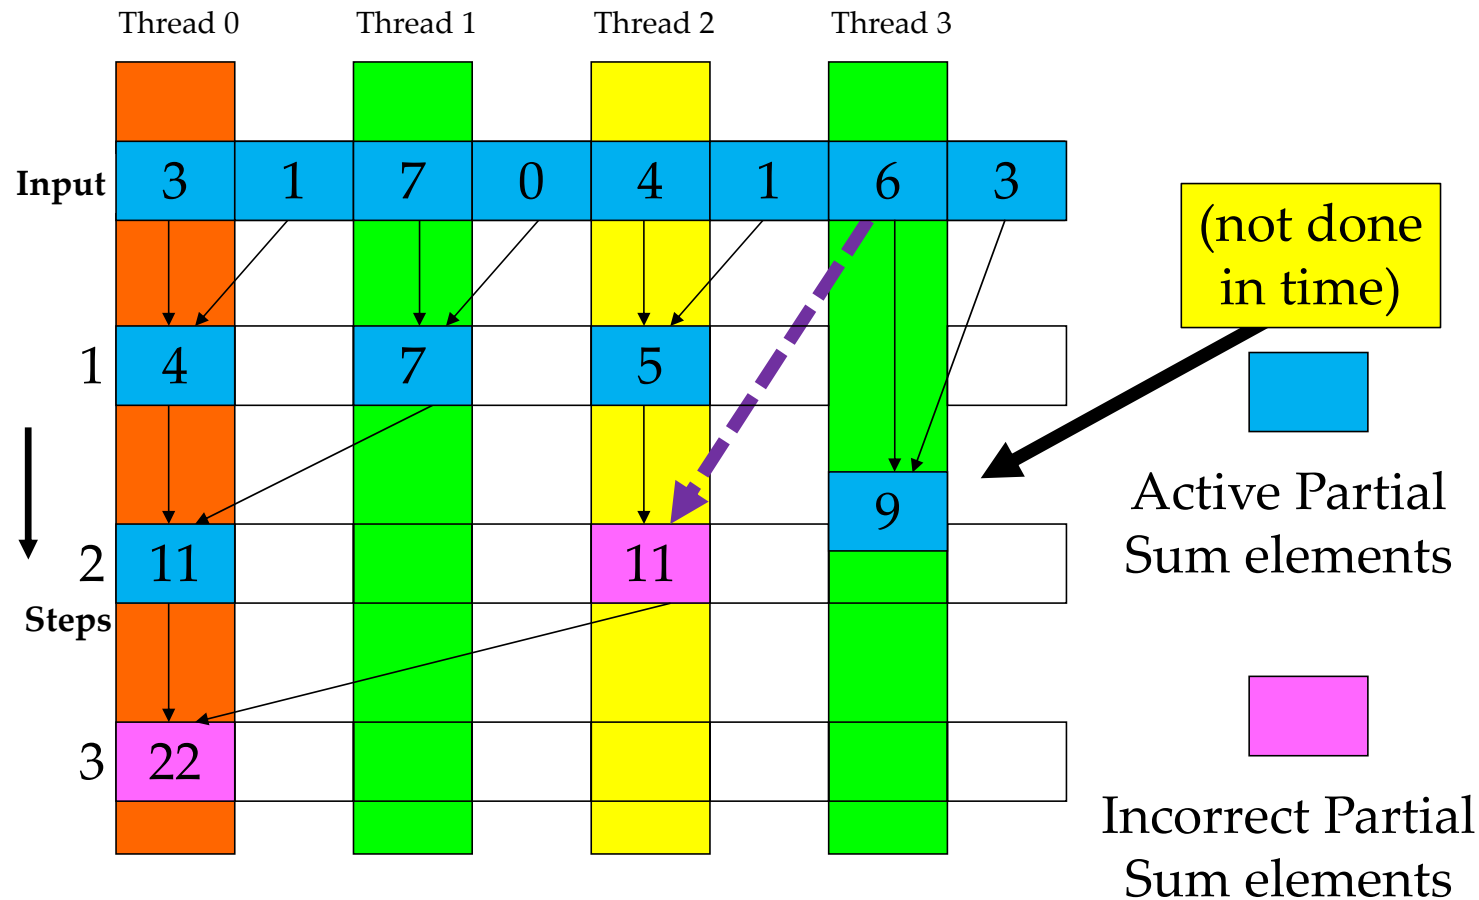 Thread 0 Thread 1 Thread 2 Thread 3
Input 3 1 7 0 4 1 6 3
(not done
in time)
1 4 7 5
9
Active Partial
Sum elements
2 11 11
Steps
3 22
Incorrect Partial
Sum elements